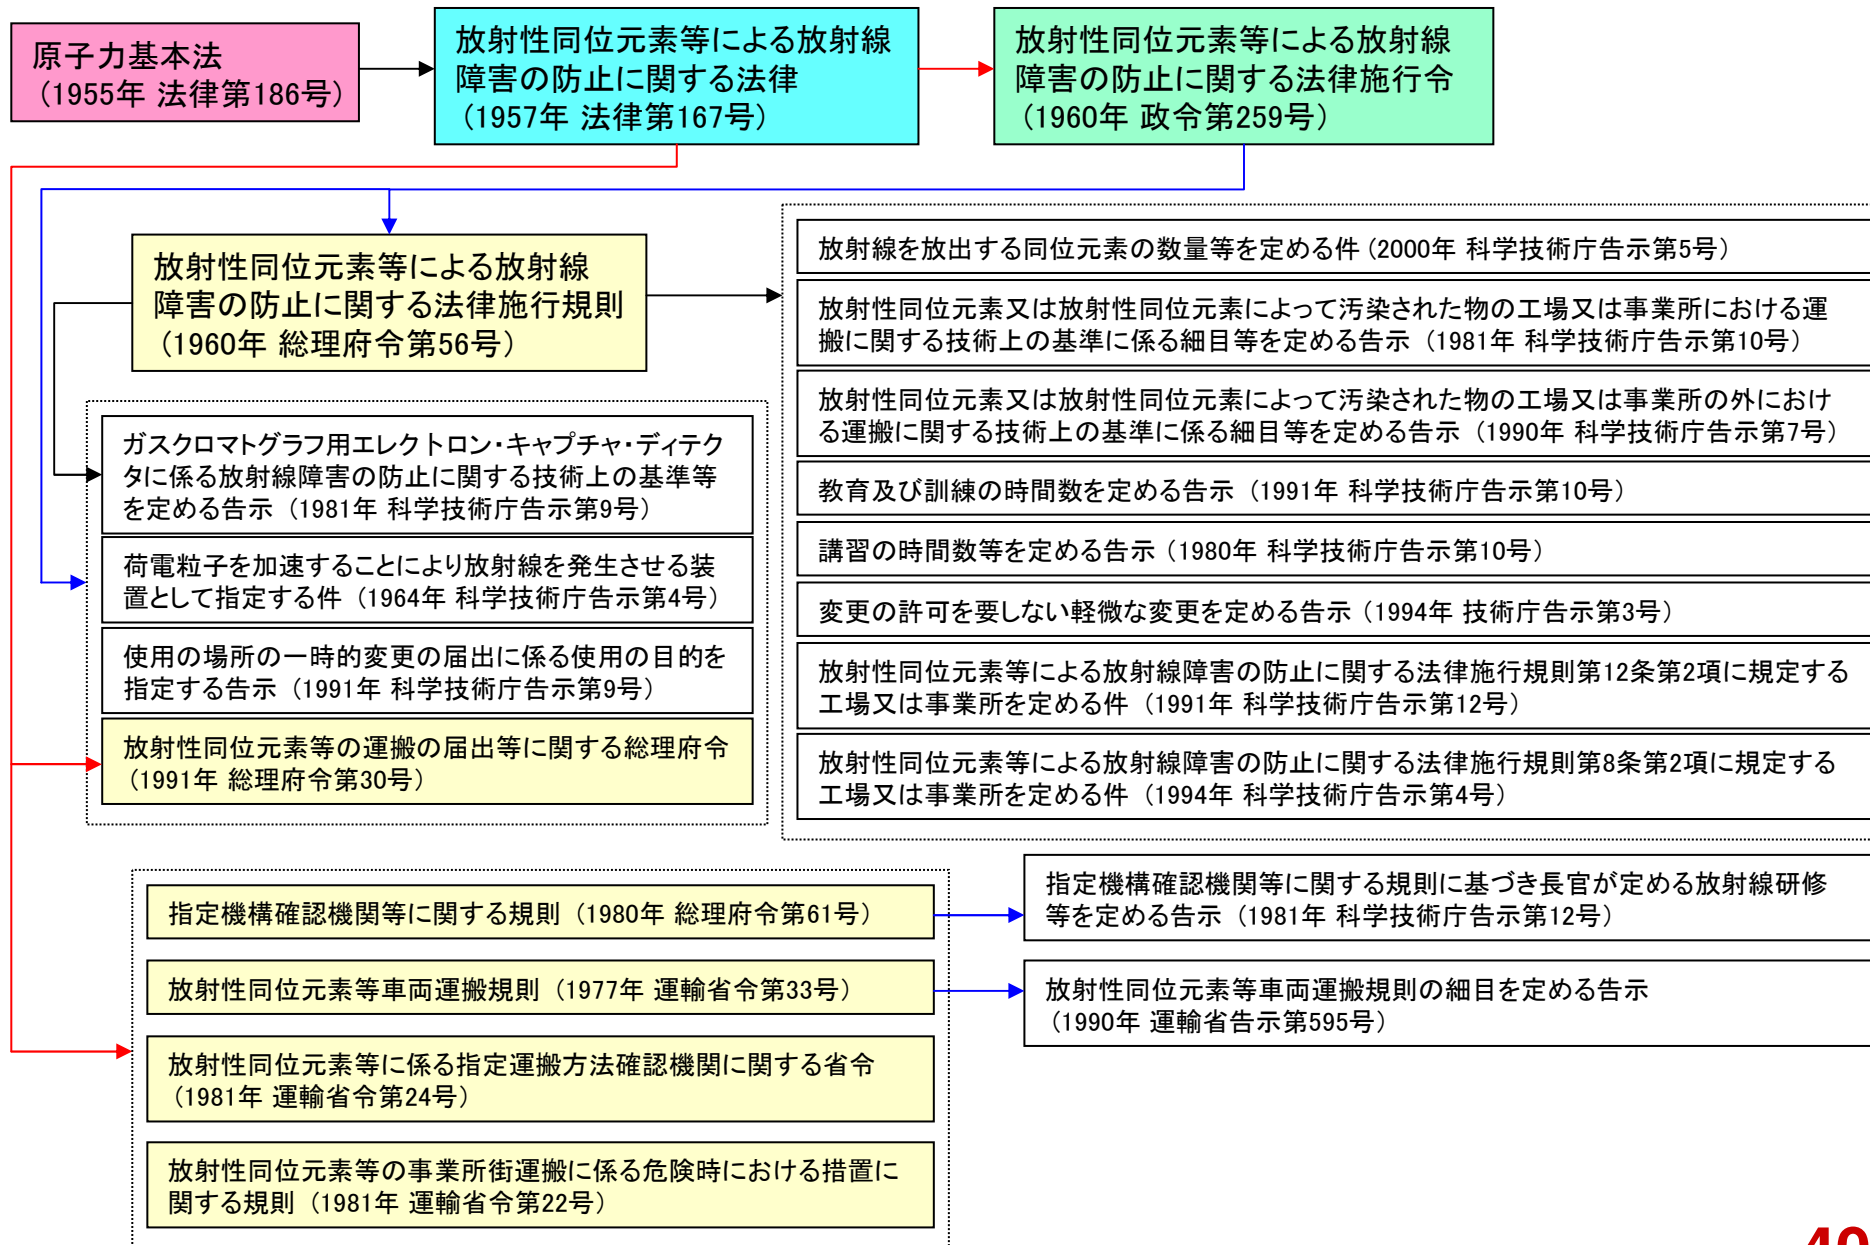 原子力基本法
（1955年 法律第186号）
放射性同位元素等による放射線
障害の防止に関する法律
（1957年 法律第167号）
放射性同位元素等による放射線
障害の防止に関する法律施行令
（1960年 政令第259号）
放射性同位元素等による放射線
障害の防止に関する法律施行規則
（1960年 総理府令第56号）
ガスクロマトグラフ用エレクトロン・キャプチャ・ディテク
タに係る放射線障害の防止に関する技術上の基準等
を定める告示（1981年 科学技術庁告示第9号）
荷電粒子を加速することにより放射線を発生させる装
置として指定する件（1964年 科学技術庁告示第4号）
使用の場所の一時的変更の届出に係る使用の目的を
指定する告示（1991年 科学技術庁告示第9号）
放射性同位元素等の運搬の届出等に関する総理府令
（1991年 総理府令第30号）
放射線を放出する同位元素の数量等を定める件（2000年 科学技術庁告示第5号）
放射性同位元素又は放射性同位元素によって汚染された物の工場又は事業所における運
搬に関する技術上の基準に係る細目等を定める告示（1981年 科学技術庁告示第10号）
放射性同位元素又は放射性同位元素によって汚染された物の工場又は事業所の外におけ
る運搬に関する技術上の基準に係る細目等を定める告示（1990年 科学技術庁告示第7号）
教育及び訓練の時間数を定める告示（1991年 科学技術庁告示第10号）
講習の時間数等を定める告示（1980年 科学技術庁告示第10号）
変更の許可を要しない軽微な変更を定める告示（1994年 技術庁告示第3号）
放射性同位元素等による放射線障害の防止に関する法律施行規則第12条第2項に規定する
工場又は事業所を定める件（1991年 科学技術庁告示第12号）
放射性同位元素等による放射線障害の防止に関する法律施行規則第8条第2項に規定する
工場又は事業所を定める件（1994年 科学技術庁告示第4号）
指定機構確認機関等に関する規則（1980年 総理府令第61号）
放射性同位元素等車両運搬規則（1977年 運輸省令第33号）
放射性同位元素等に係る指定運搬方法確認機関に関する省令
（1981年 運輸省令第24号）
放射性同位元素等の事業所街運搬に係る危険時における措置に
関する規則（1981年 運輸省令第22号）
指定機構確認機関等に関する規則に基づき長官が定める放射線研修
等を定める告示（1981年 科学技術庁告示第12号）
放射性同位元素等車両運搬規則の細目を定める告示
（1990年 運輸省告示第595号）